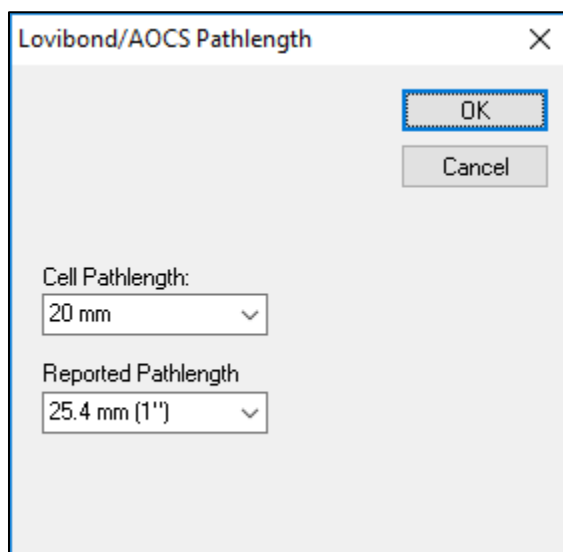 Lovibond/AOCS Pathlength
OK
Cancel
Cell Pathlength:
20 mm
Reported Pathlength
25.4 mm (1")